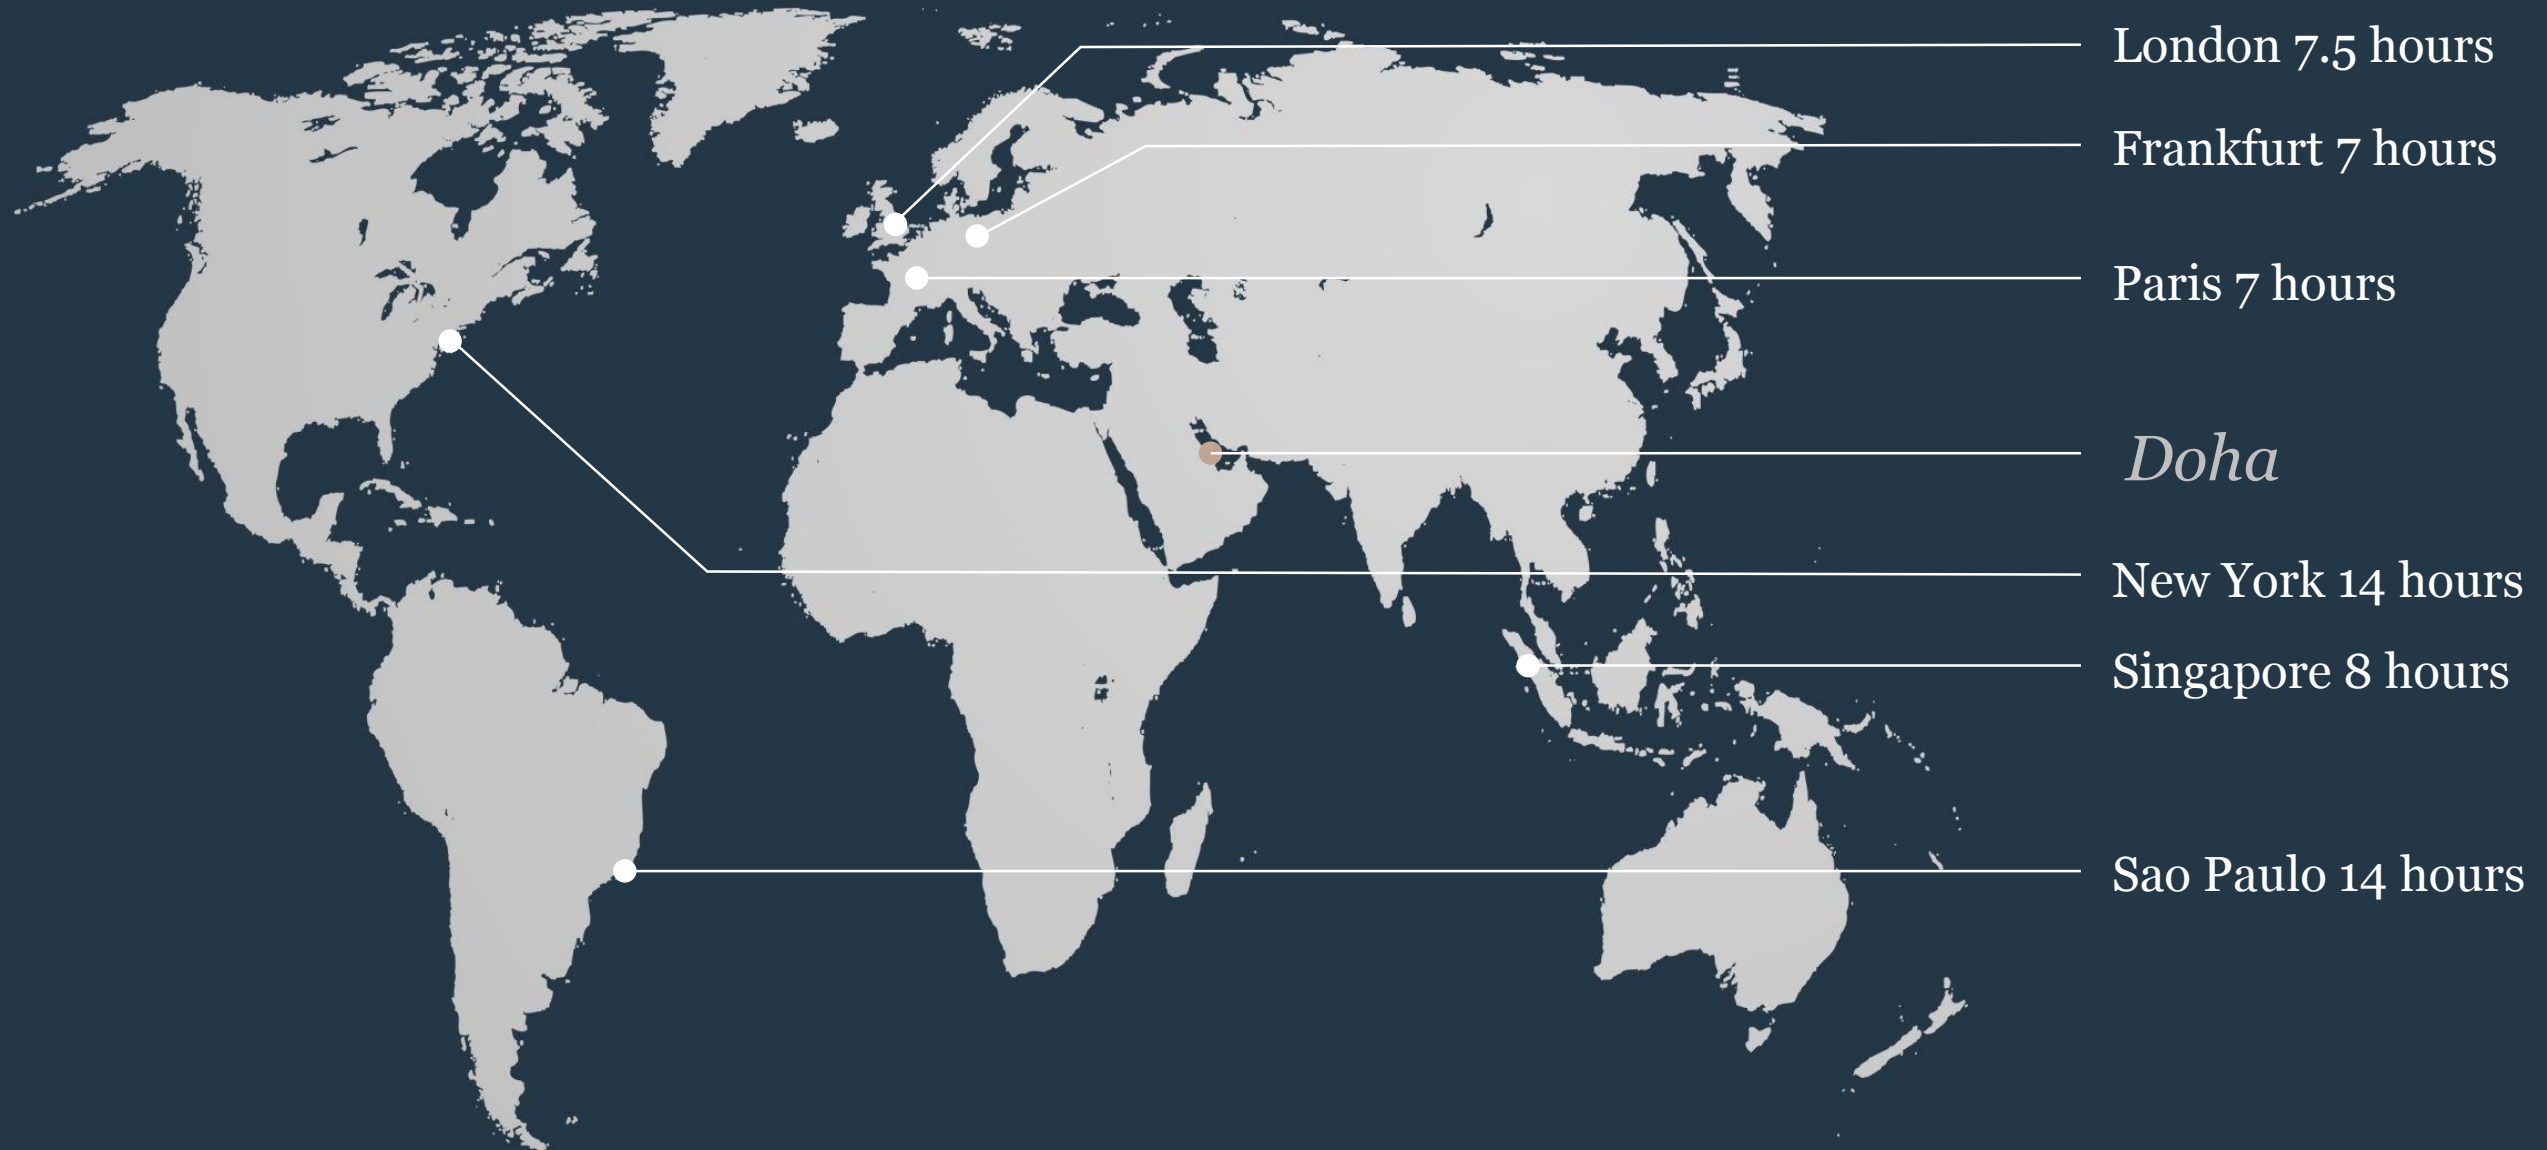 London 7.5 hours
Frankfurt 7 hours
Paris 7 hours
Doha
New York 14 hours
Singapore 8 hours
Sao Paulo 14 hours